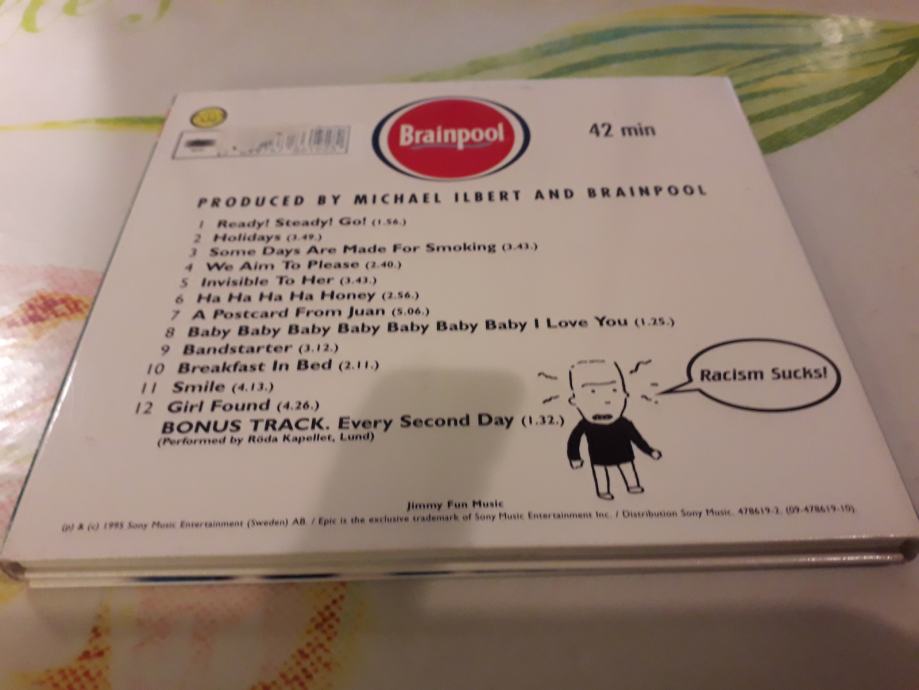 Brainpool
42 min
PRODUCED BY MICHAEL ILBERT AND BRAINPOOL
1 Ready! Steady! Go! (1.56.)
2 Holidays (3.49.)
3 Some Days Are Made For Smoking (3.43.)
4 We Aim To Please (2.40.)
5 Invisible To Her (3.43.)
6 Ha Ha Ha Ha Honey (2.56.)
7 A Postcard From Juan (5.06.)
8 Baby Baby Baby Baby Baby Baby Baby I Love You (1.25.)
9 Bandstarter (3.12.)
10 Breakfast In Bed (2.11.)
11 Smile (4.13.)
12 Girl Found (4.26.)
BONUS TRACK. Every Second Day (1.32.)
(Performed by Röda Kapellet, Lund)
Racism Sucks!
Jimmy Fun Music
(p) & (c) 1995 Sony Music Entertainment (Sweden) AB. / Epic is the exclusive trademark of Sony Music Entertainment Inc. / Distribution Sony Music. 478619-2. (09-478619-10).